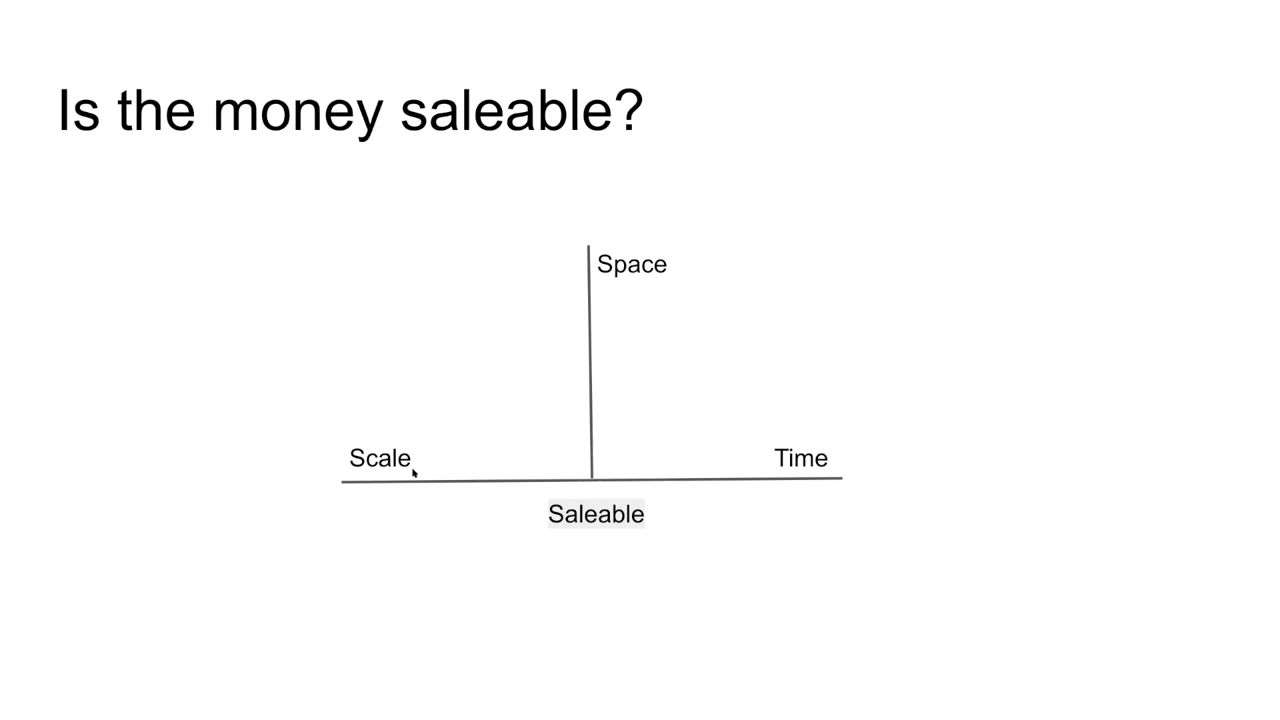 Is the money saleable?
Space
Scale
Time
Saleable